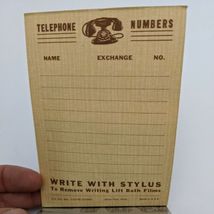 TELEPHONE NUMBERS
NAME EXCHANGE NO.
WRITE WITH STYLUS
To Remove Writing Lift Both Films